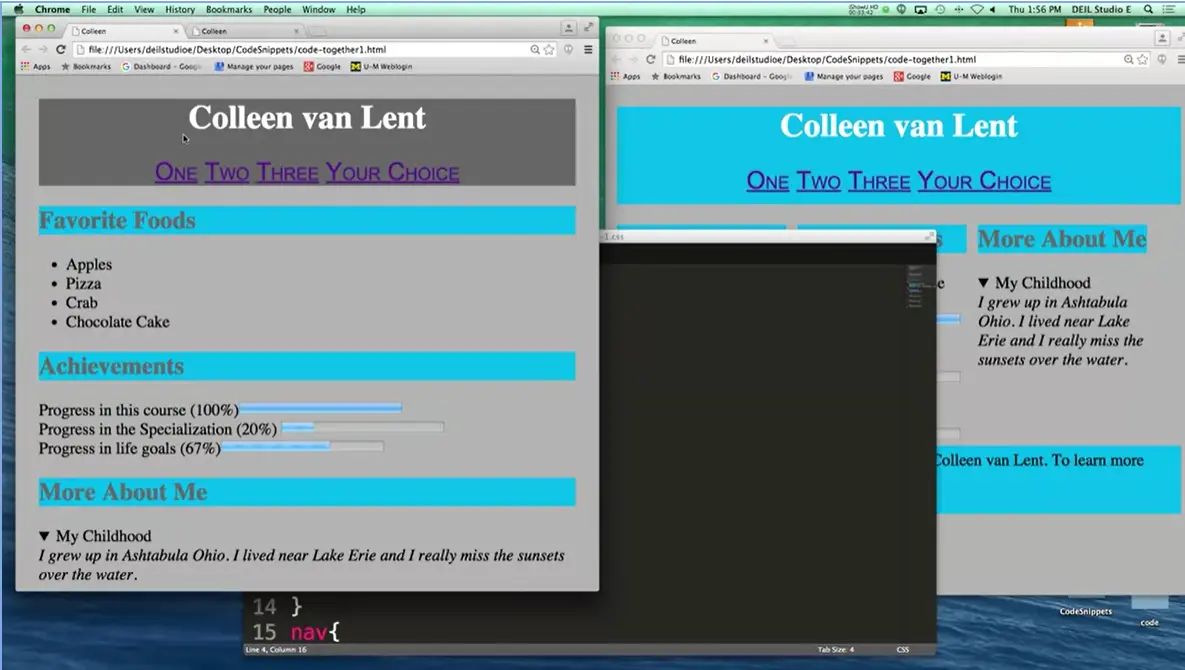 Chrome File Edit View History Bookmarks People Window Help
Thu 1:56 PM DEIL Studio E
Colleen
Colleen
file:///Users/deilstudioe/Desktop/CodeSnippets/code-together1.html
Apps Bookmarks Dashboard - Goog Manage your pages Google U-M Weblogin
Colleen van Lent
One Two Three Your Choice
Favorite Foods
Apples
Pizza
Crab
Chocolate Cake
Achievements
Progress in this course (100%)
Progress in the Specialization (20%)
Progress in life goals (67%)
More About Me
▼ My Childhood
I grew up in Ashtabula Ohio. I lived near Lake Erie and I really miss the sunsets
over the water.
Colleen
file:///Users/deilstudioe/Desktop/CodeSnippets/code-together1.html
Apps Bookmarks Dashboard - Goog Manage your pages Google U-M Weblogin
Colleen van Lent
One Two Three Your Choice
More About Me
▼ My Childhood
I grew up in Ashtabula
Ohio. I lived near Lake
Erie and I really miss the
sunsets over the water.
Colleen van Lent. To learn more
14 }
15 nav{
Line 4, Column 16
Tab Size: 4 CSS
CodeSnippets
code